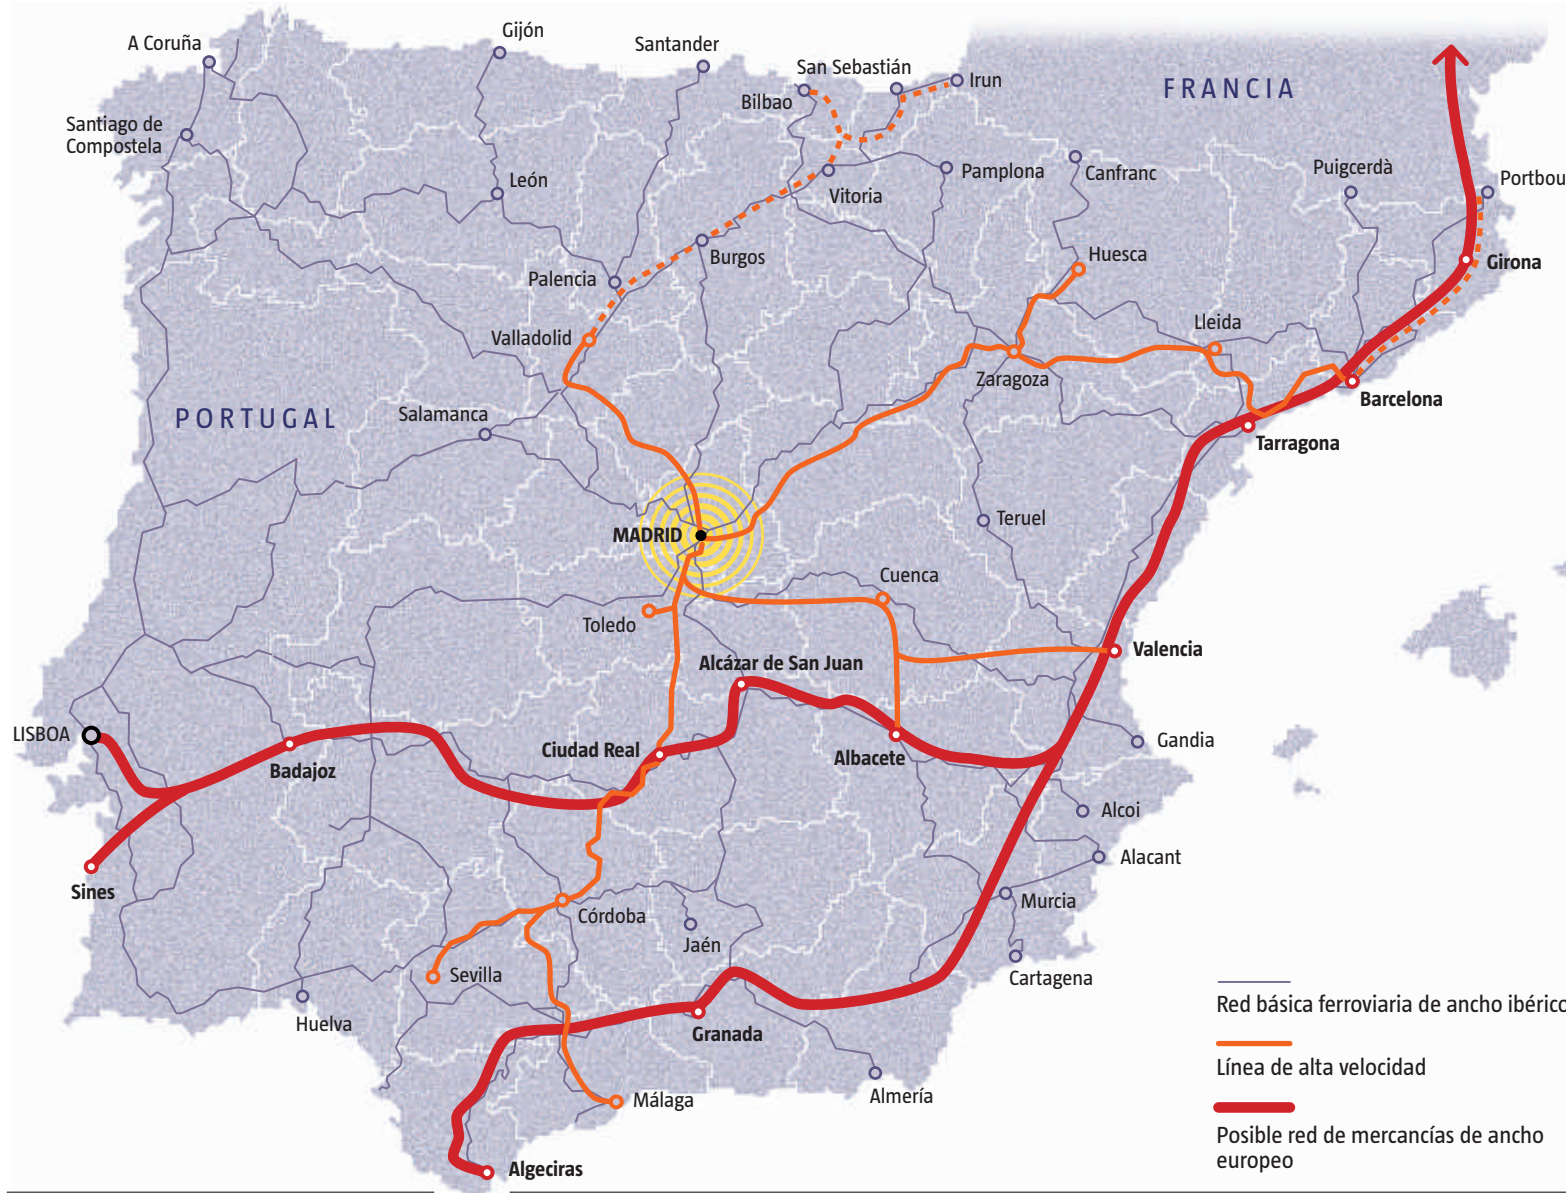 Gijón
A Coruña
Santander
San Sebastián
Irun
Bilbao
FRANCIA
Santiago de
Compostela
León
Pamplona
Canfranc
Puigcerdà
Portbou
Vitoria
Burgos
Huesca
Girona
Palencia
Valladolid
Lleida
Zaragoza
Barcelona
PORTUGAL
Salamanca
Tarragona
MADRID
Teruel
Cuenca
Toledo
Valencia
Alcázar de San Juan
LISBOA
Gandia
Ciudad Real
Albacete
Badajoz
Alcoi
Alacant
Sines
Murcia
Córdoba
Jaén
Sevilla
Cartagena
Huelva
Granada
Almería
Málaga
Algeciras
Red básica ferroviaria de ancho ibérico
Línea de alta velocidad
Posible red de mercancías de ancho
europeo